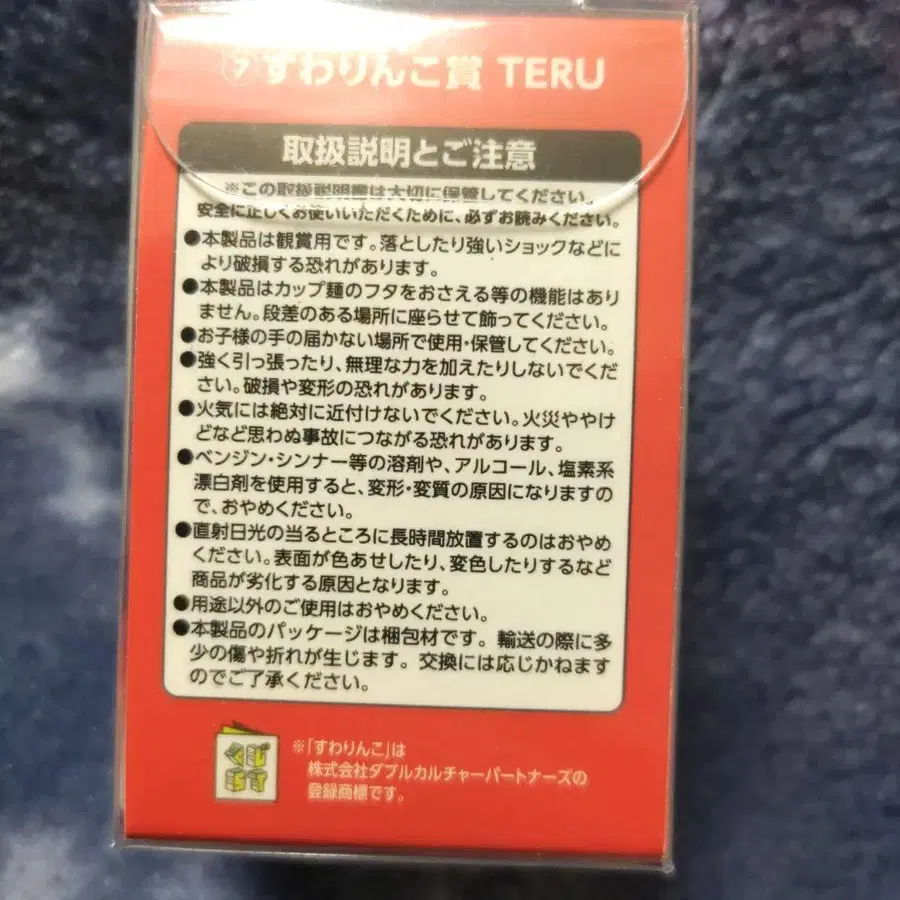 ⑦すわりんこ賞 TERU
取扱説明とご注意
※この取扱説明書は大切に保管してください。
安全に正しくお使いいただくために、必ずお読みください。
●本製品は観賞用です。落としたり強いショックなどに
より破損する恐れがあります。
●本製品はカップ麺のフタをおさえる等の機能はあり
ません。段差のある場所に座らせて飾ってください。
●お子様の手の届かない場所で使用・保管してください。
●強く引っ張ったり、無理な力を加えたりしないでくだ
さい。破損や変形の恐れがあります。
●火気には絶対に近付けないでください。火災ややけ
どなど思わぬ事故につながる恐れがあります。
●ベンジン・シンナー等の溶剤や、アルコール、塩素系
漂白剤を使用すると、変形・変質の原因になりますの
で、おやめください。
●直射日光の当るところに長時間放置するのはおやめ
ください。表面が色あせしたり、変色したりするなど
商品が劣化する原因となります。
●用途以外のご使用はおやめください。
●本製品のパッケージは梱包材です。輸送の際に多
少の傷や折れが生じます。交換には応じかねます
のでご了承ください。
くじ
引き
※「すわりんこ」は
株式会社ダブルカルチャーパートナーズの
登録商標です。